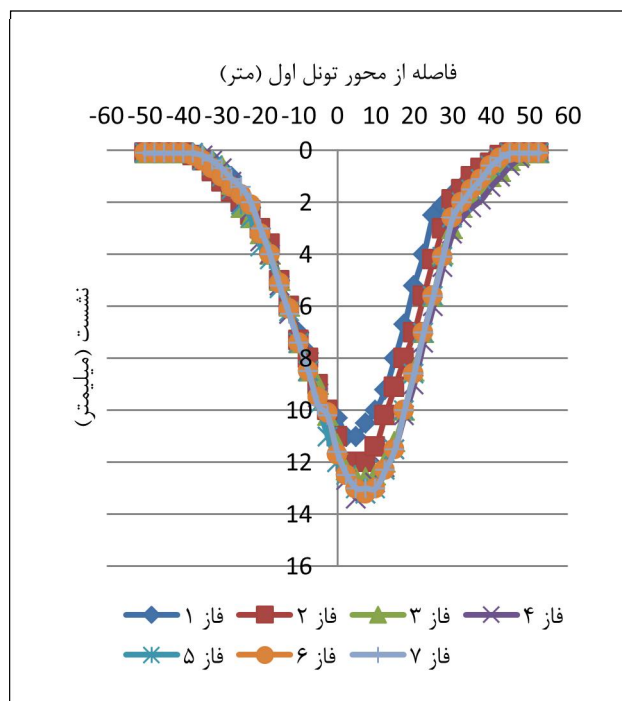 فاصله از محور تونل اول (متر)
-60 -50 -40 -30 -20 -10 0 10 20 30 40 50 60
0
2
4
6
8
10
12
14
16
نشست (میلیمتر)
فاز ۱ فاز ۲ فاز ۳ فاز ۴
فاز ۵ فاز ۶ فاز ۷